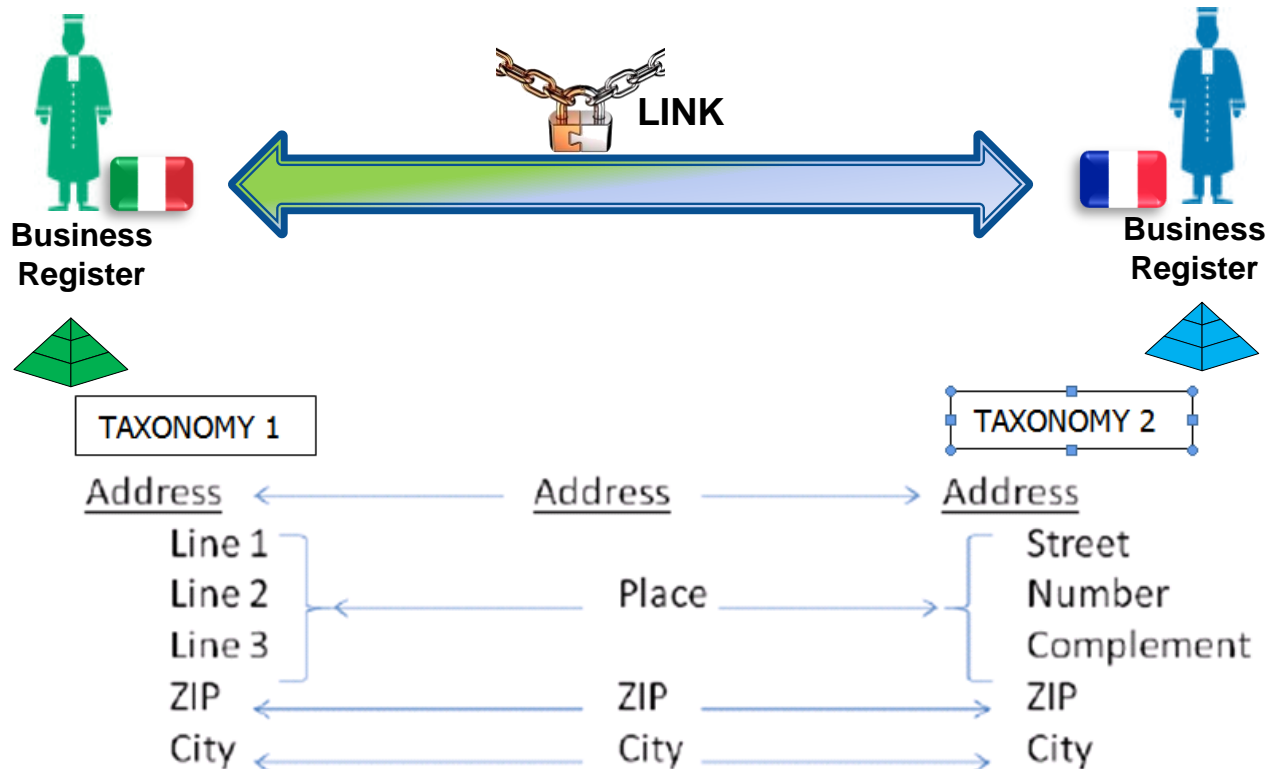 LINK
Business
Register
Business
Register
TAXONOMY 1
TAXONOMY 2
Address Address Address
Line 1 Street
Line 2 Place Number
Line 3 Complement
ZIP ZIP ZIP
City City City